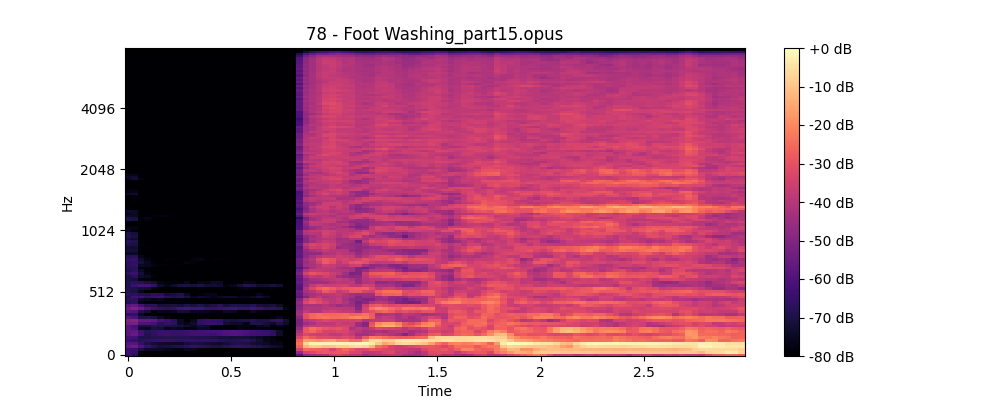 78 - Foot Washing_part15.opus
+0 dB
-10 dB
-20 dB
-30 dB
-40 dB
-50 dB
-60 dB
-70 dB
-80 dB
4096
2048
1024
512
0
Hz
0
0.5
1
1.5
2
2.5
Time